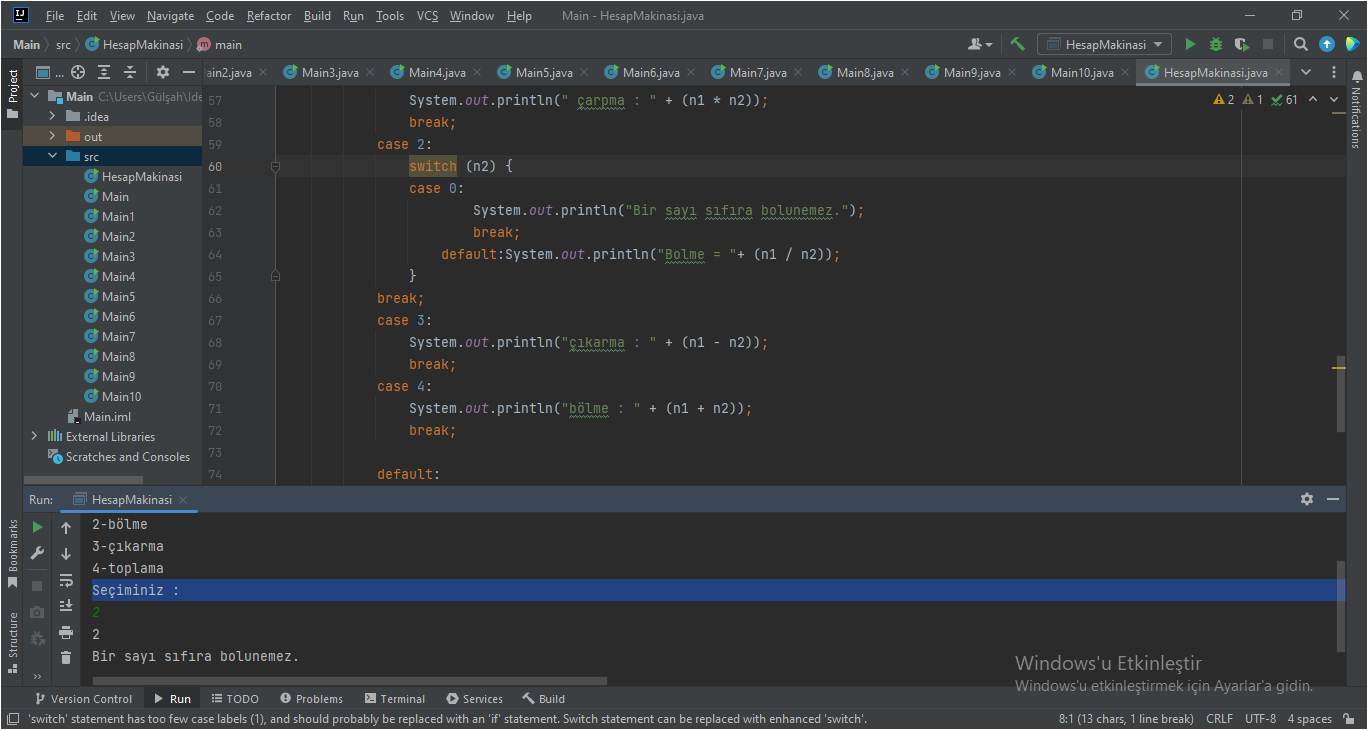 File Edit View Navigate Code Refactor Build Run Tools VCS Window Help Main - HesapMakinasi.java
Main src HesapMakinasi main
HesapMakinasi
... ain2.java Main3.java Main4.java Main5.java Main6.java Main7.java Main8.java Main9.java Main10.java HesapMakinasi.java
Project
Notifications
Main C:\Users\Gülşah\Ide
.idea
out
src
HesapMakinasi
Main
Main1
Main2
Main3
Main4
Main5
Main6
Main7
Main8
Main9
Main10
Main.iml
External Libraries
Scratches and Consoles
2 1 61
57 System.out.println(" çarpma : " + (n1 * n2));
58 break;
59 case 2:
60 switch (n2) {
61 case 0:
62 System.out.println("Bir sayı sıfıra bolunemez.");
63 break;
64 default:System.out.println("Bolme = "+ (n1 / n2));
65 }
66 break;
67 case 3:
68 System.out.println("çıkarma : " + (n1 - n2));
69 break;
70 case 4:
71 System.out.println("bölme : " + (n1 + n2));
72 break;
73
74 default:
Run: HesapMakinasi
Bookmarks
Structure
2-bölme
3-çıkarma
4-toplama
Seçiminiz :
2
2
Bir sayı sıfıra bolunemez.
Windows'u Etkinleştir
Windows'u etkinleştirmek için Ayarlar'a gidin.
Version Control Run TODO Problems Terminal Services Build
'switch' statement has too few case labels (1), and should probably be replaced with an 'if' statement. Switch statement can be replaced with enhanced 'switch'. 8:1 (13 chars, 1 line break) CRLF UTF-8 4 spaces